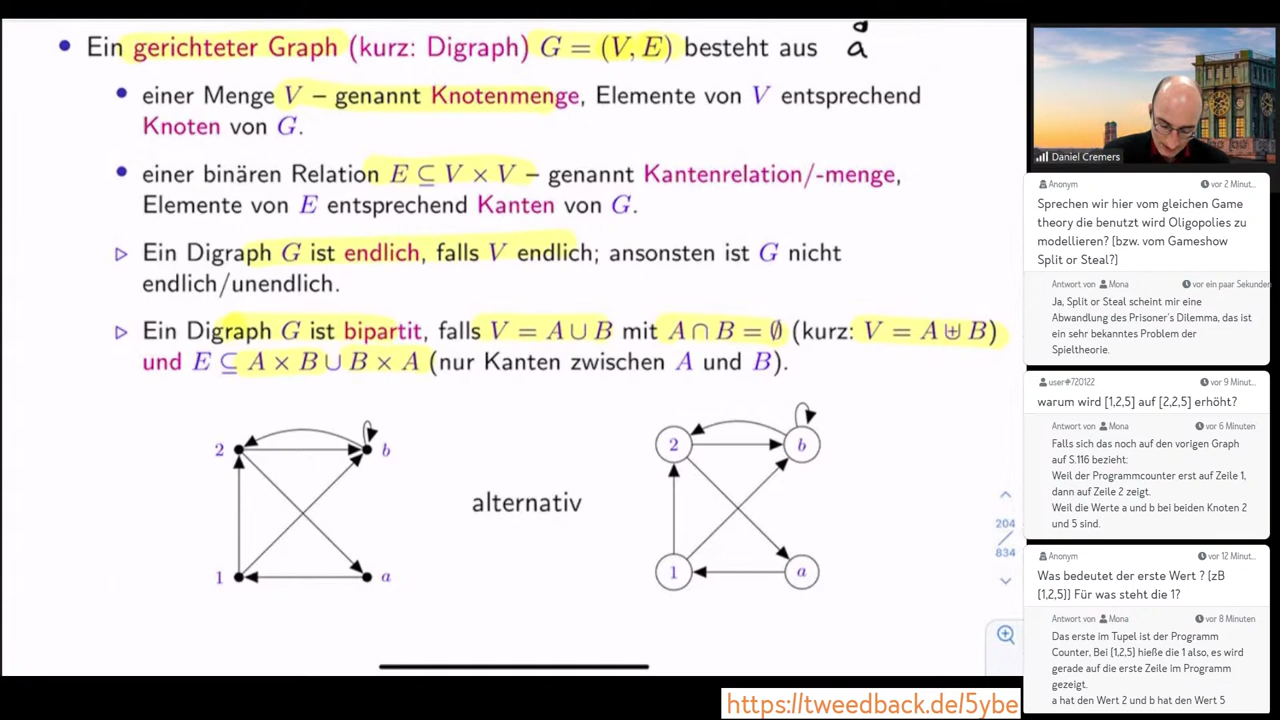 • Ein gerichteter Graph (kurz: Digraph) G = (V, E) besteht aus
a
• einer Menge V – genannt Knotenmenge, Elemente von V entsprechend
Knoten von G.
• einer binären Relation E ⊆ V × V – genannt Kantenrelation/-menge,
Elemente von E entsprechend Kanten von G.
▷ Ein Digraph G ist endlich, falls V endlich; ansonsten ist G nicht
endlich/unendlich.
▷ Ein Digraph G ist bipartit, falls V = A ∪ B mit A ∩ B = ∅ (kurz: V = A ⊎ B)
und E ⊆ A × B ∪ B × A (nur Kanten zwischen A und B).
2 b
1 a
alternativ
2 b
1 a
204
/
834
Daniel Cremers
Anonym vor 2 Minut...
Sprechen wir hier vom gleichen Game
theory die benutzt wird Oligopolies zu
modellieren? [bzw. vom Gameshow
Split or Steal?]
Antwort von Mona vor ein paar Sekunden
Ja, Split or Steal scheint mir eine
Abwandlung des Prisoner's Dilemma, das ist
ein sehr bekanntes Problem der
Spieltheorie.
user#720122 vor 9 Minut...
warum wird [1,2,5] auf [2,2,5] erhöht?
Antwort von Mona vor 6 Minuten
Falls sich das noch auf den vorigen Graph
auf S.116 bezieht:
Weil der Programmcounter erst auf Zeile 1,
dann auf Zeile 2 zeigt.
Weil die Werte a und b bei beiden Knoten 2
und 5 sind.
Anonym vor 12 Minut...
Was bedeutet der erste Wert ? [zB
[1,2,5]] Für was steht die 1?
Antwort von Mona vor 8 Minuten
Das erste im Tupel ist der Programm
Counter, Bei [1,2,5] hieße die 1 also, es wird
gerade auf die erste Zeile im Programm
gezeigt.
a hat den Wert 2 und b hat den Wert 5
https://tweedback.de/5ybe